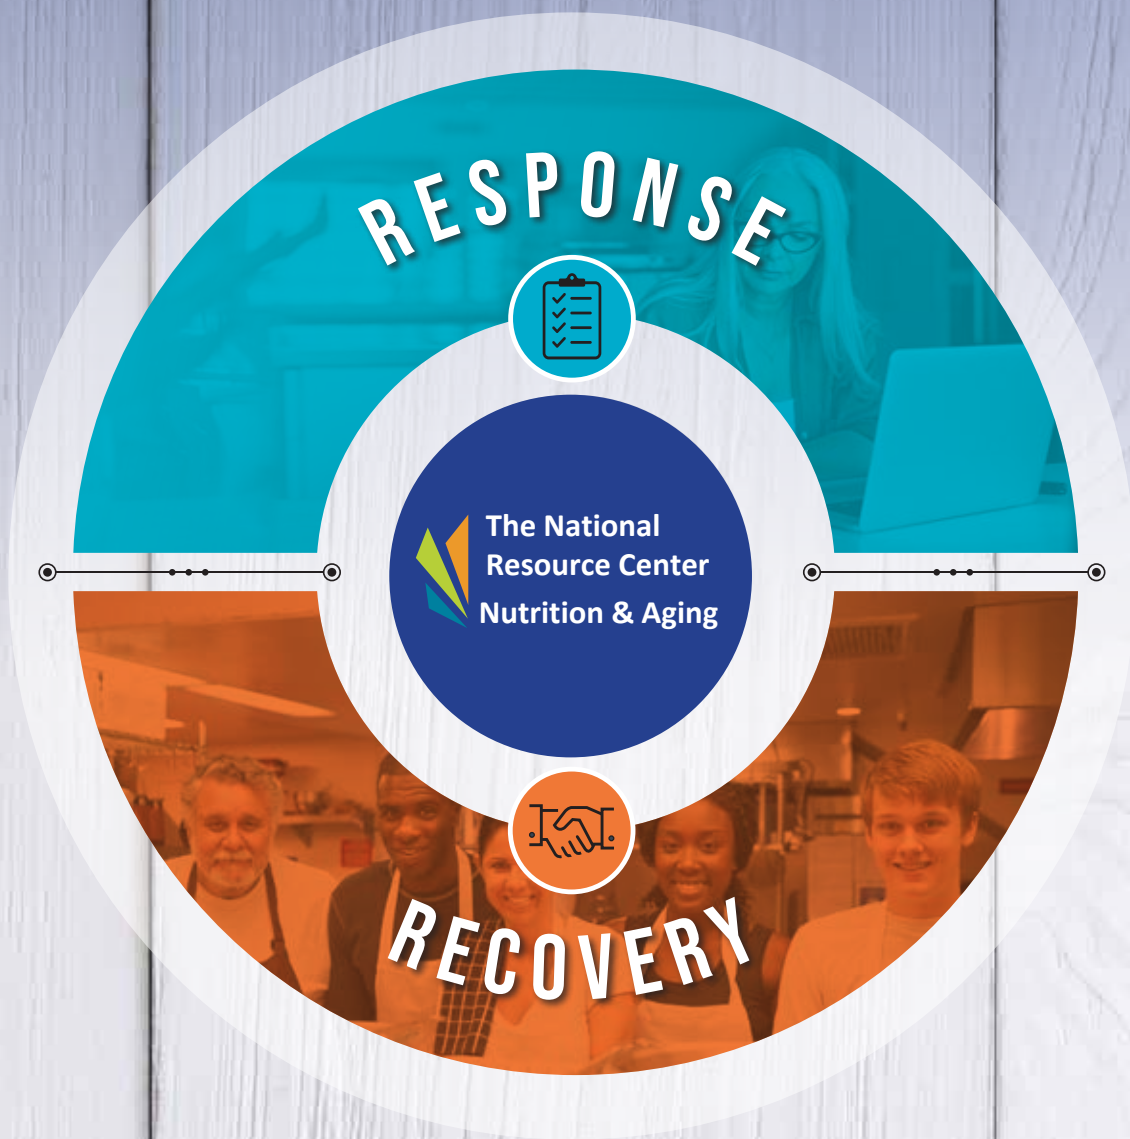 RESPONSE
The National
Resource Center
Nutrition & Aging
RECOVERY